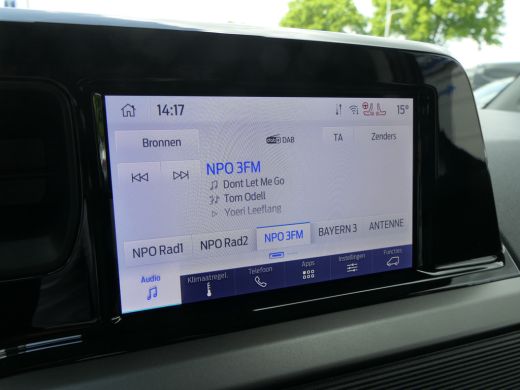 14:17
15°
Bronnen
DAB
TA
Zenders
NPO 3FM
Dont Let Me Go
Tom Odell
Yoeri Leeflang
NPO Rad1
NPO Rad2
NPO 3FM
BAYERN 3
ANTENNE
Audio
Klimaatregel.
Telefoon
Apps
Instellingen
Functies